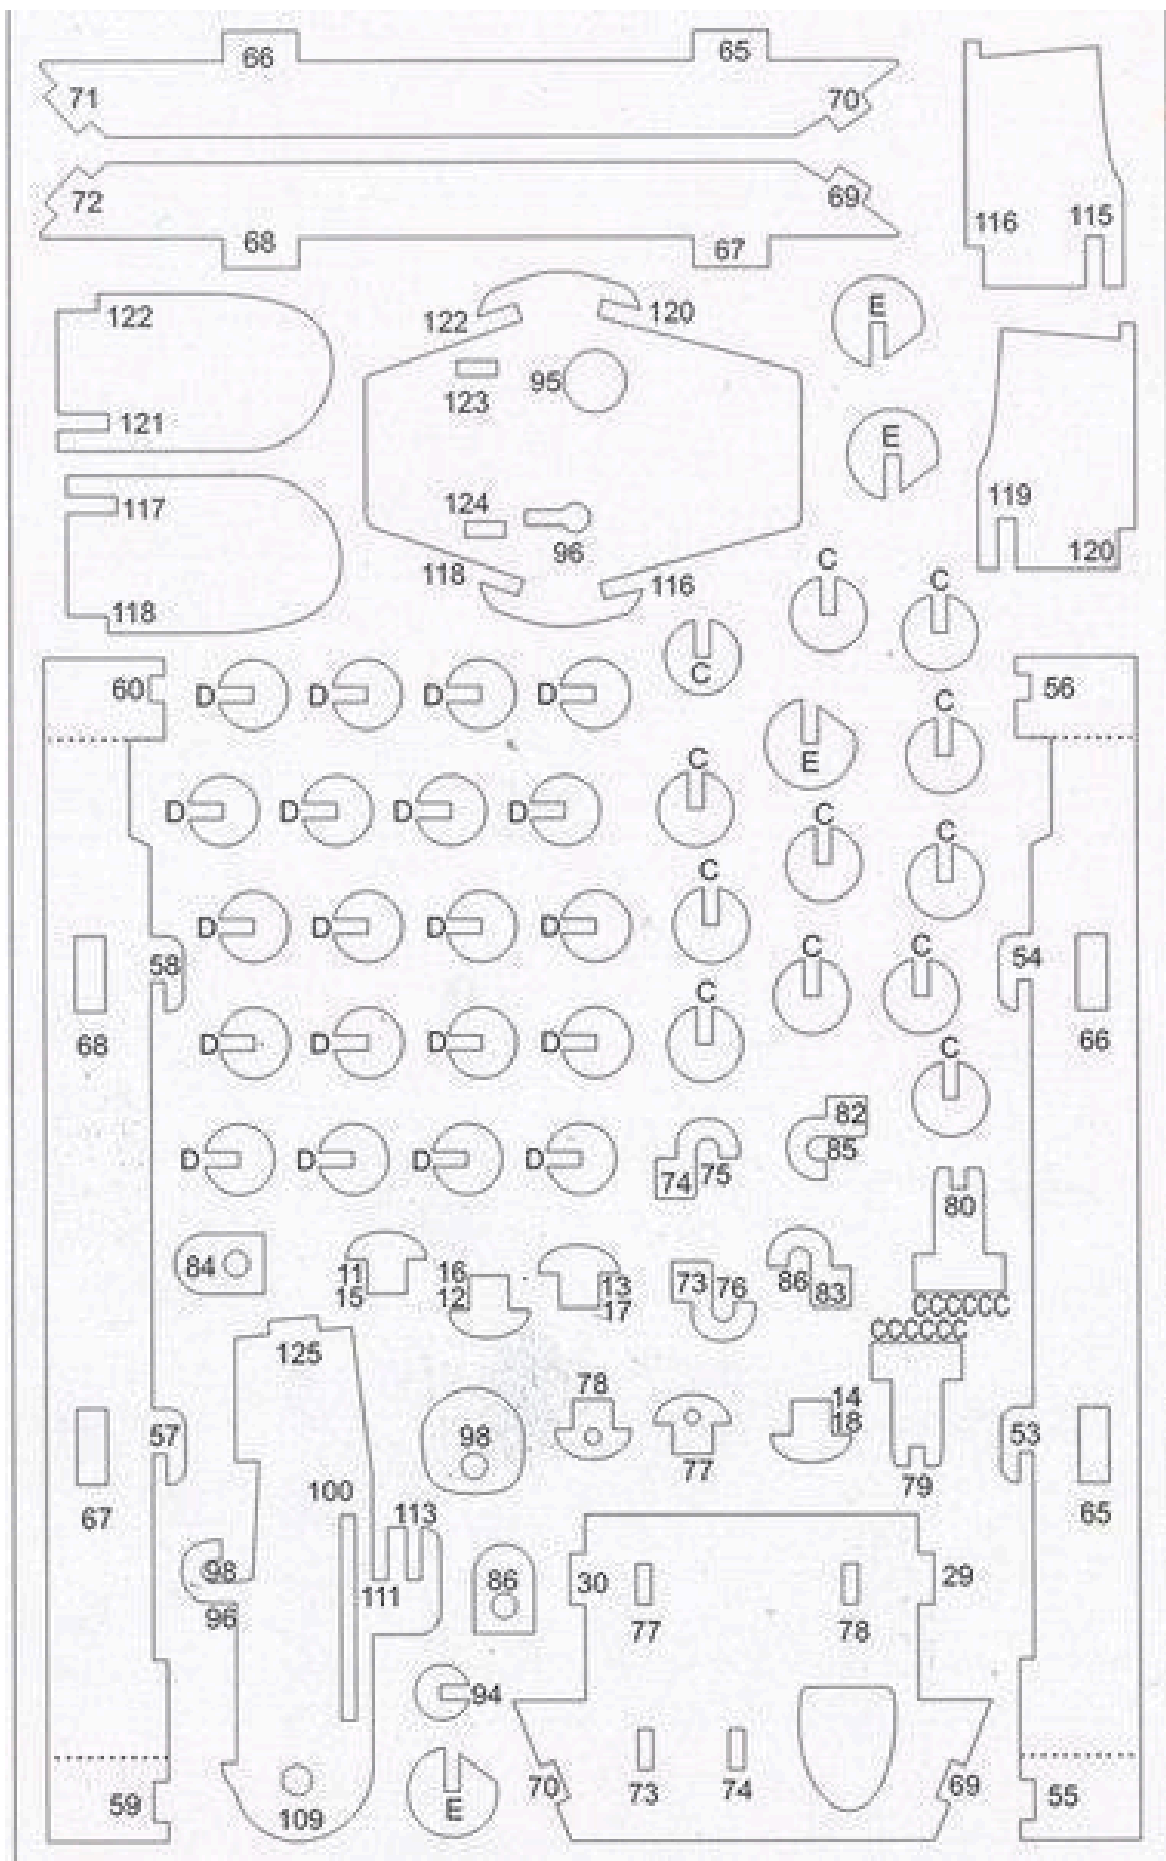 66 65
71 70
72 69
68 67
116 115
122 122 120
E
123 95
121
E
117 124 96
119
120
118 118 116
C C
C
60 D D D D 56
C
E
C
D D D D
C
C
C
D D D D
58 54
C C
C
68 66
D D D D
C
82
85
D D D D 74 75
80
84 11 16 13 73 76 86 83
15 12 17
CCCCCC
CCCCCC
125
78 14
18
57 98 77 53
79
100
67 113 65
98 111 86 30 29
96 77 78
94
70 73 74 69
59 109 E 55